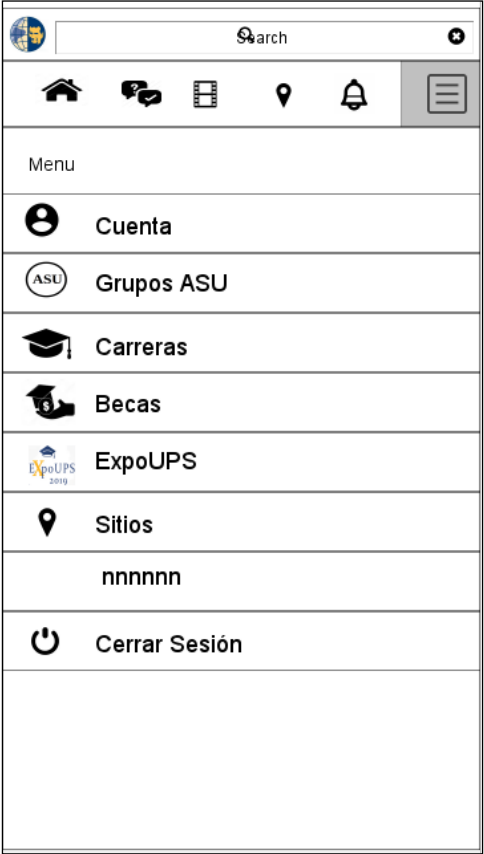 Search
Menu
Cuenta
ASU
Grupos ASU
Carreras
$
Becas
EXpoUPS
2019
ExpoUPS
Sitios
nnnnnn
Cerrar Sesión